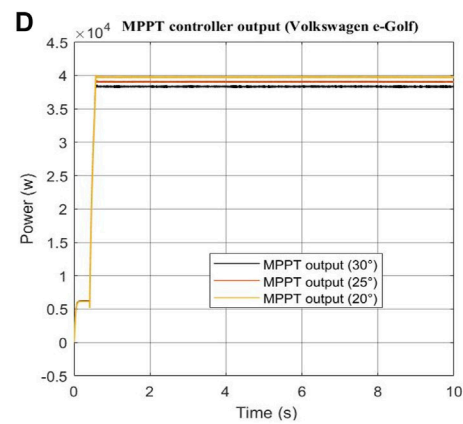 D
MPPT controller output (Volkswagen e-Golf)
×10⁴
4.5
4
3.5
3
2.5
2
1.5
1
0.5
0
-0.5
Power (w)
MPPT output (30°)
MPPT output (25°)
MPPT output (20°)
0 2 4 6 8 10
Time (s)